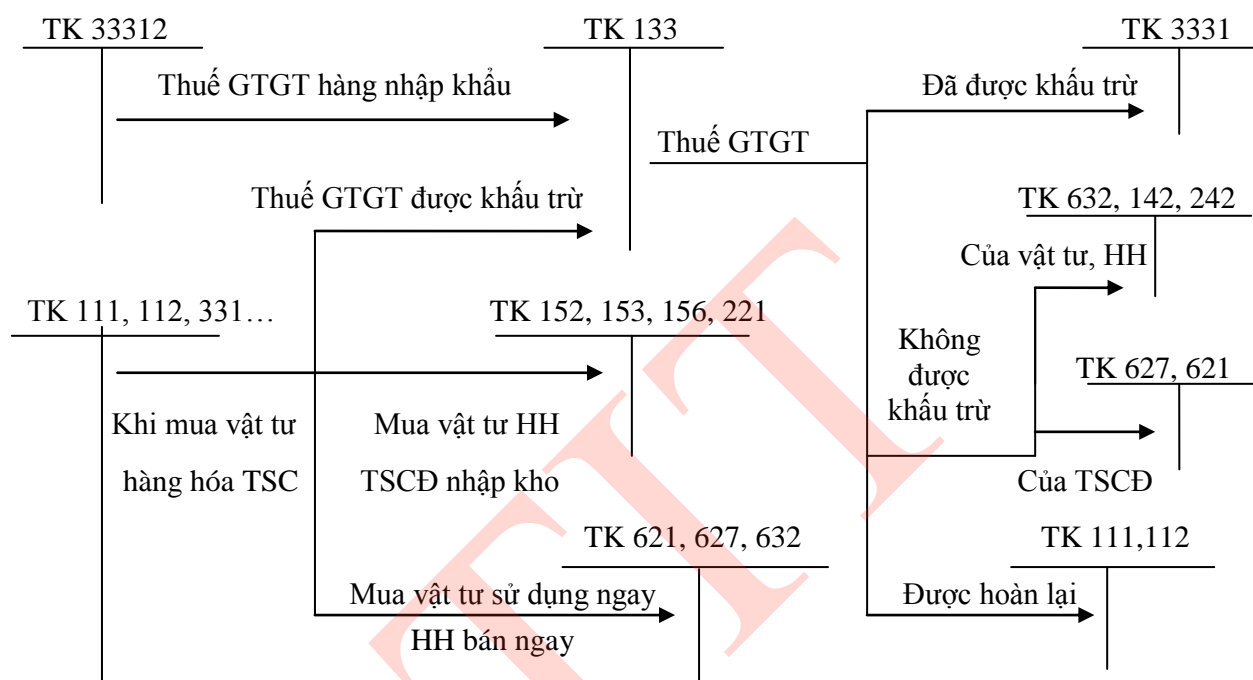 TK 33312
TK 133
TK 3331
Thuế GTGT hàng nhập khẩu
Đã được khấu trừ
Thuế GTGT
Thuế GTGT được khấu trừ
TK 632, 142, 242
Của vật tư, HH
TK 111, 112, 331…
TK 152, 153, 156, 221
Không
được
khấu trừ
TK 627, 621
Khi mua vật tư
hàng hóa TSC
Mua vật tư HH
TSCĐ nhập kho
Của TSCĐ
TK 621, 627, 632
TK 111,112
Mua vật tư sử dụng ngay
HH bán ngay
Được hoàn lại
TIT